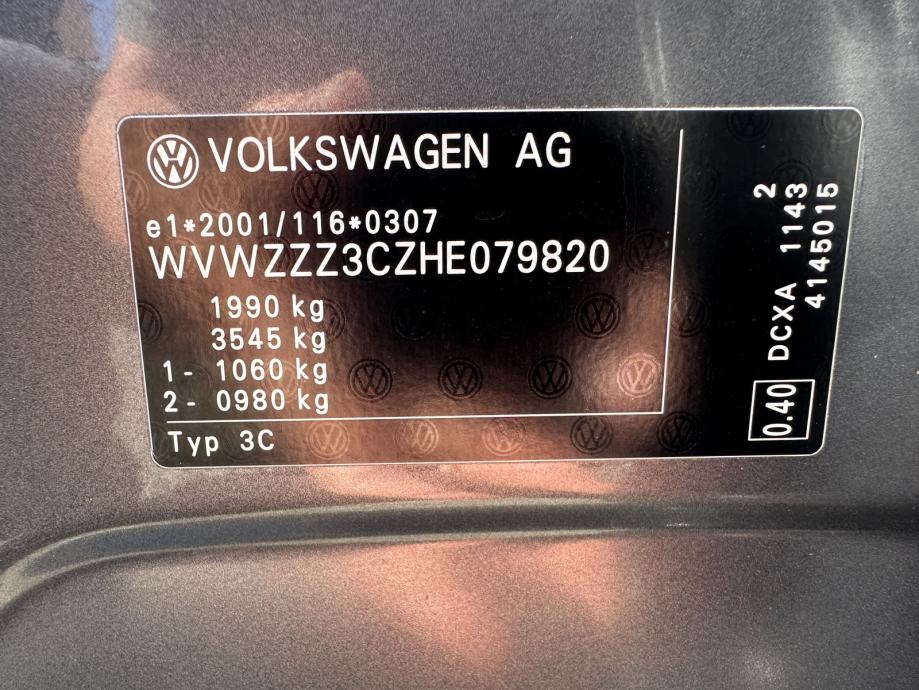 VOLKSWAGEN AG
e1*2001/116*0307
WVWZZZ3CZHE079820
1990 kg
3545 kg
1- 1060 kg
2- 0980 kg
Typ 3C
2
DCXA 1143
4145015
0.40